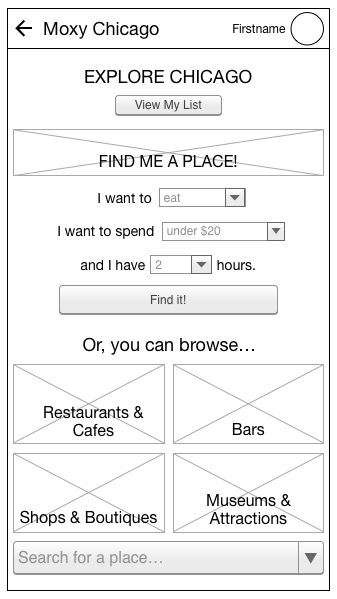 Moxy Chicago Firstname
EXPLORE CHICAGO
View My List
FIND ME A PLACE!
I want to eat
I want to spend under $20
and I have 2 hours.
Find it!
Or, you can browse…
Restaurants &
Cafes
Bars
Shops & Boutiques
Museums &
Attractions
Search for a place…